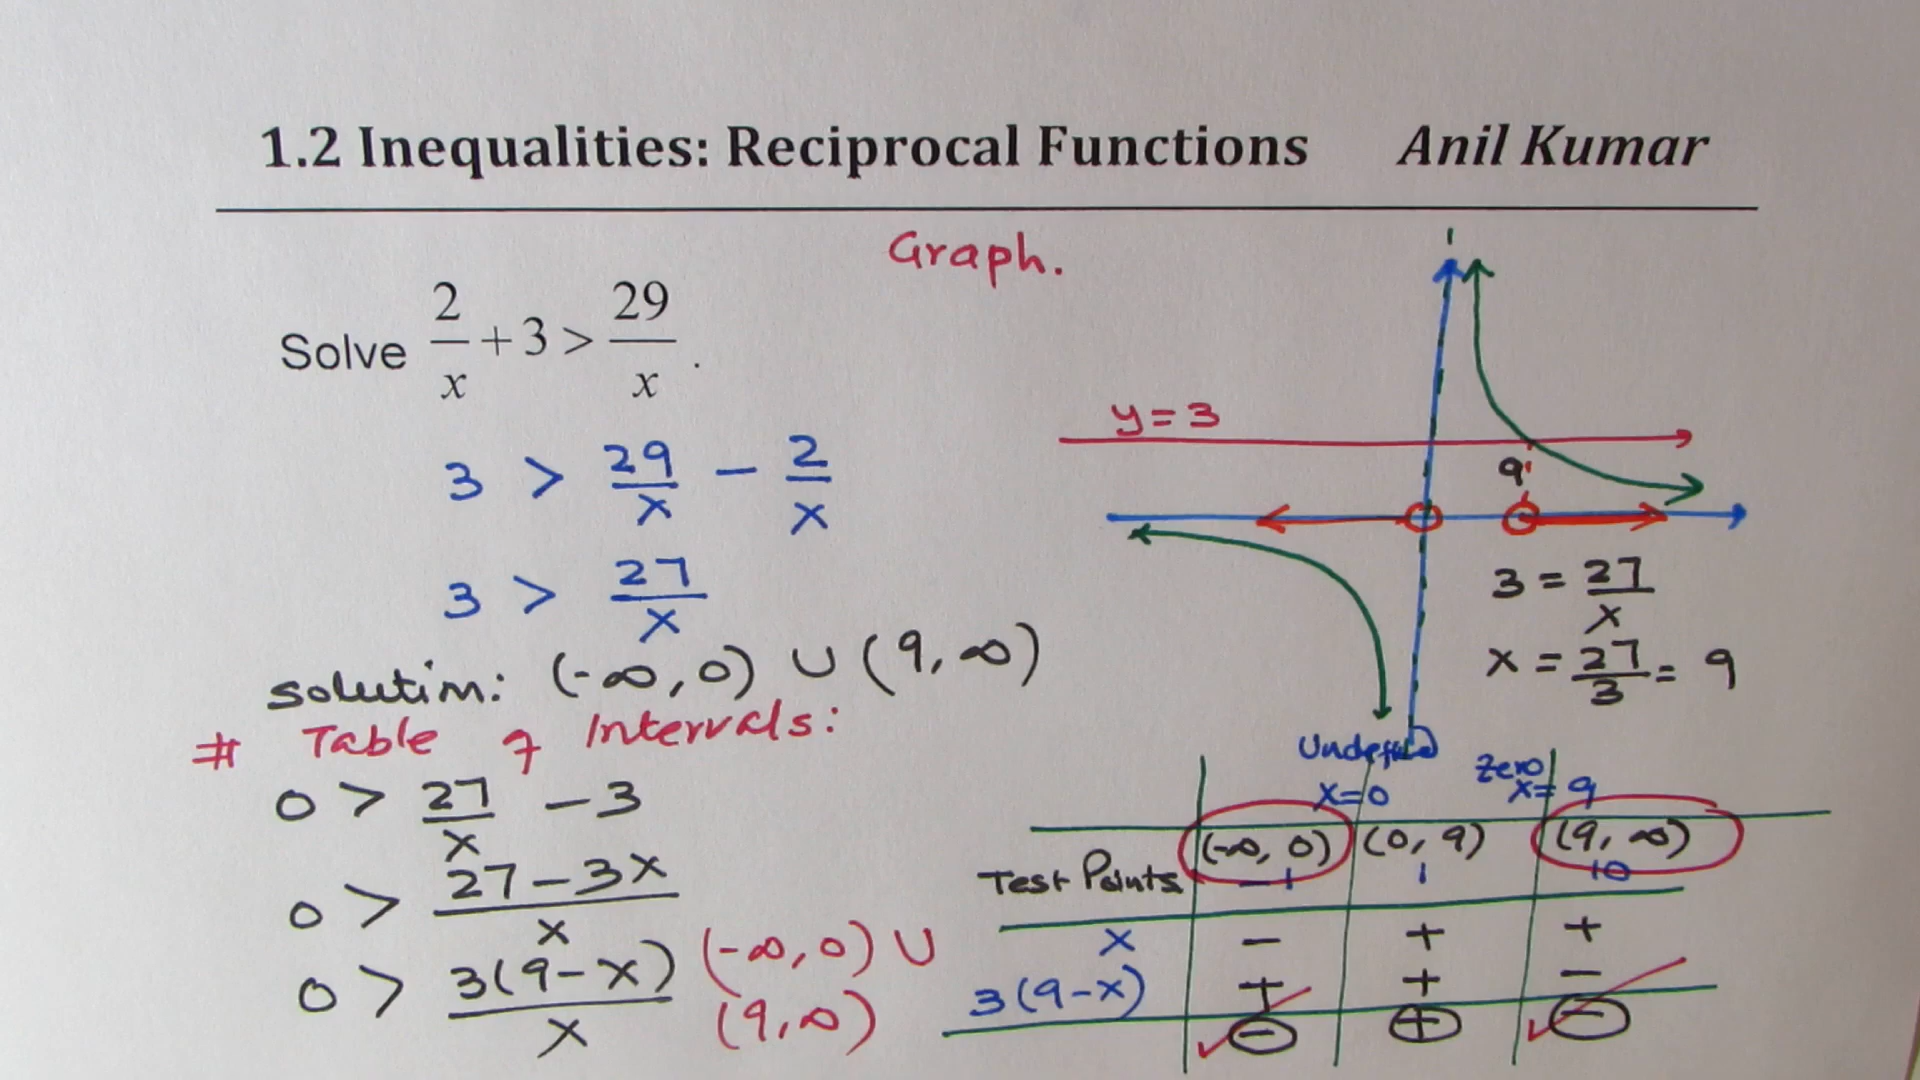 1.2 Inequalities: Reciprocal Functions Anil Kumar
Graph.
Solve 2/x + 3 > 29/x .
3 > 29/x - 2/x
3 > 27/x
Solution: (-∞, 0) ∪ (9, ∞)
# Table of Intervals:
0 > 27/x - 3
0 > 27-3x/x
0 > 3(9-x)/x
(-∞, 0) ∪
(9, ∞)
y = 3
9
3 = 27/x
x = 27/3 = 9
Undefined
x=0
Zero
x=9
(-∞, 0) (0, 9) (9, ∞)
Test Points -1 1 10
x - + +
3(9-x) + + -
- + -